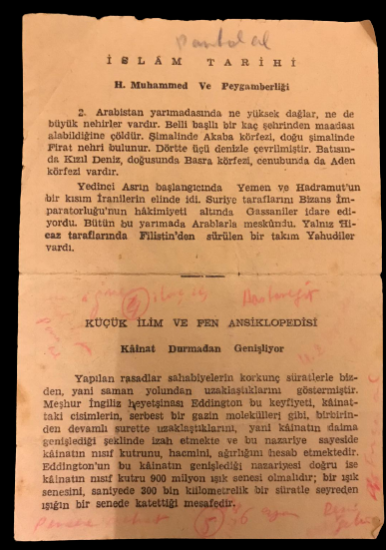 İSLÂM TARİHİ
H. Muhammed Ve Peygamberliği
2. Arabistan yarımadasında ne yüksek dağlar, ne de
büyük nehirler vardır. Belli başlı bir kaç şehrinden maadası
alabildiğine çöldür. Şimalinde Akaba körfezi, doğu şimalinde
Fırat nehri bulunur. Dörtte üçü denizle çevrilmiştir. Batısın-
da Kızıl Deniz, doğusunda Basra körfezi, cenubunda da Aden
körfezi vardır.
Yedinci Asrın başlangıcında Yemen ve Hadramut'un
bir kısım İranilerin elinde idi. Suriye taraflarını Bizans İm-
paratorluğu'nun hâkimiyeti altında Gassaniler idare edi-
yordu. Bütün bu yarımada Arablarla meskûndu. Yalnız Hi-
caz taraflarında Filistin'den sürülen bir takım Yahudiler
vardı.
KÜÇÜK İLİM VE FEN ANSİKLOPEDİSİ
Kâinat Durmadan Genişliyor
Yapılan rasadlar sahabiyelerin korkunç süratlerle biz-
den, yani saman yolundan uzaklaştıklarını göstermiştir.
Meşhur İngiliz heyetşinası Eddington bu keyfiyeti, kâinat-
taki cisimlerin, serbest bir gazin molekülleri gibi, birbirin-
den devamlı surette uzaklaştıklarını, yani kâinatın daima
genişlediği şeklinde izah etmekte ve bu nazariye sayeside
kâinatın nısıf kutrunu, hacmini, ağırlığını hesab etmektedir.
Eddington'un bu kâinatın genişlediği nazariyesi doğru ise
kâinatın nısıf kutru 900 milyon ışık senesi olmalıdır; bir ışık
senesini, saniyede 300 bin kilometrelik bir süratle seyreden
ışığın bir senede katettiği mesafedir.